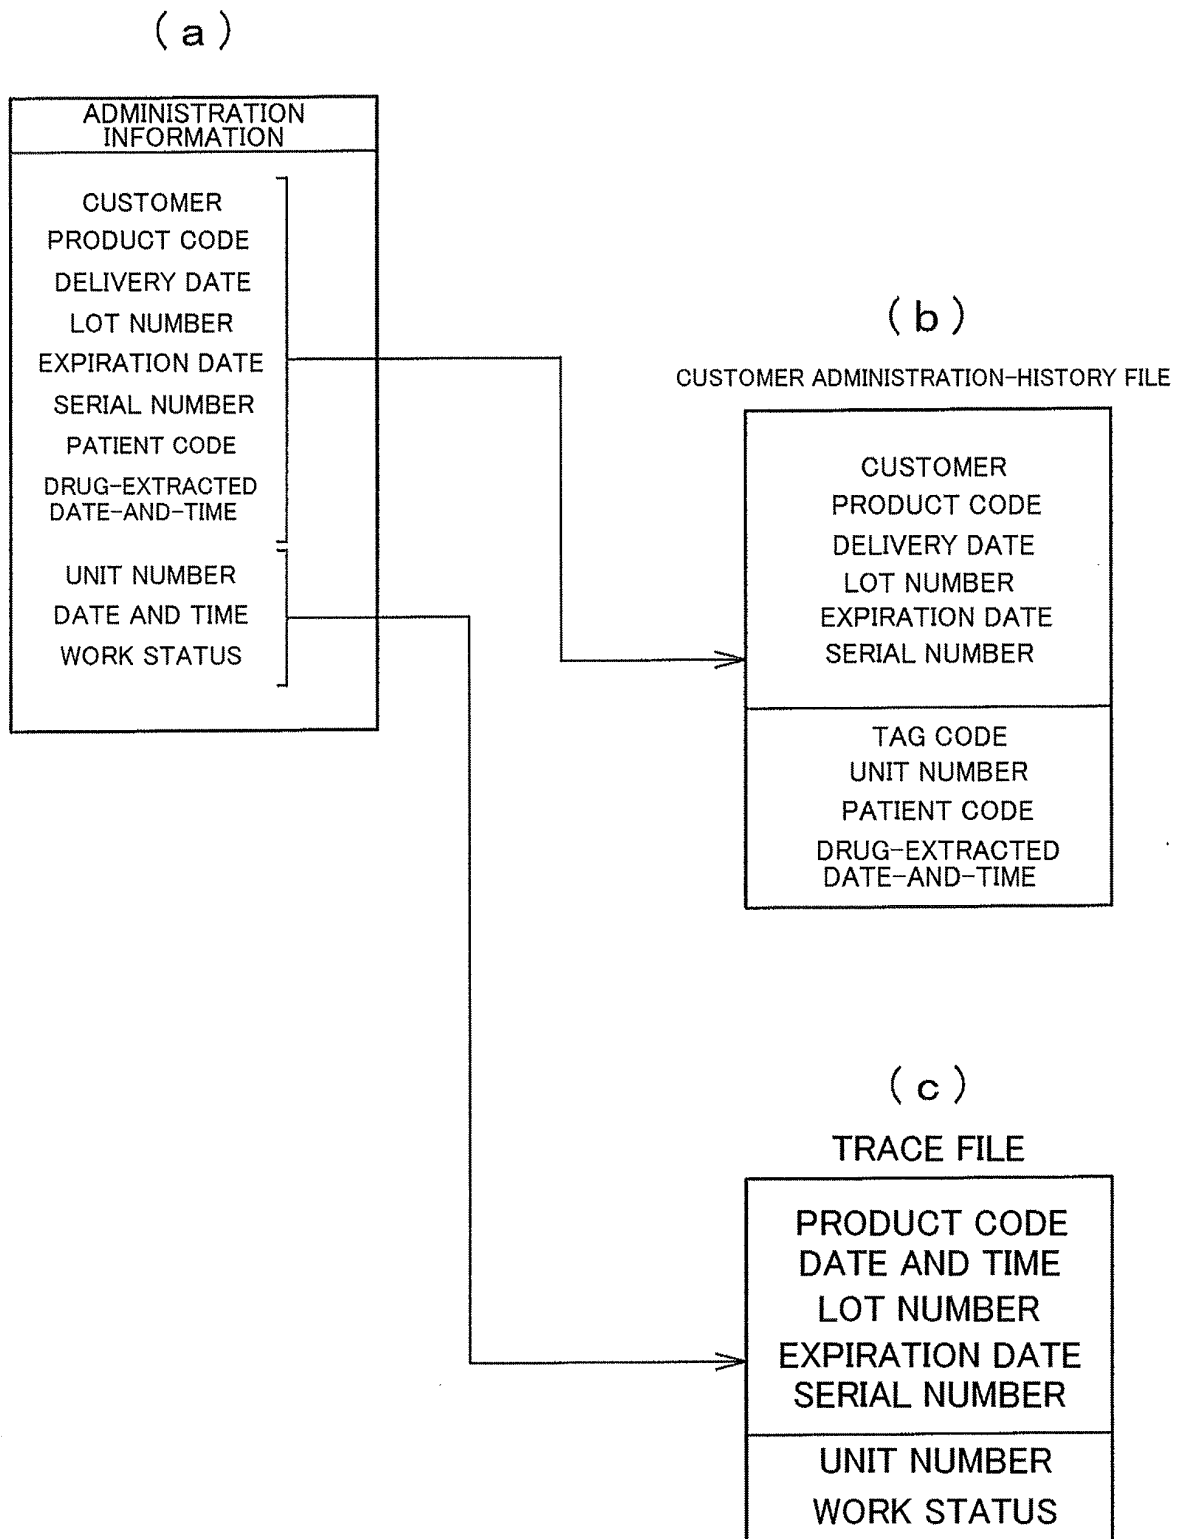 (a)
ADMINISTRATION
INFORMATION
CUSTOMER
PRODUCT CODE
DELIVERY DATE
LOT NUMBER
EXPIRATION DATE
SERIAL NUMBER
PATIENT CODE
DRUG-EXTRACTED
DATE-AND-TIME
UNIT NUMBER
DATE AND TIME
WORK STATUS
(b)
CUSTOMER ADMINISTRATION-HISTORY FILE
CUSTOMER
PRODUCT CODE
DELIVERY DATE
LOT NUMBER
EXPIRATION DATE
SERIAL NUMBER
TAG CODE
UNIT NUMBER
PATIENT CODE
DRUG-EXTRACTED
DATE-AND-TIME
(c)
TRACE FILE
PRODUCT CODE
DATE AND TIME
LOT NUMBER
EXPIRATION DATE
SERIAL NUMBER
UNIT NUMBER
WORK STATUS